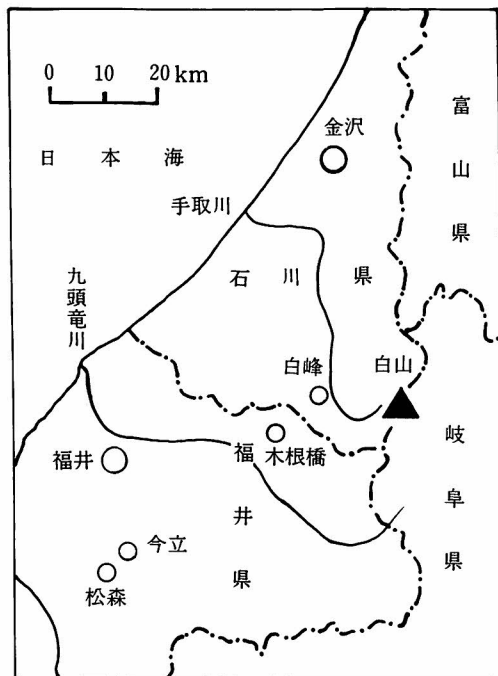 0 10 20 km
日本海
金沢
富山県
手取川
石川県
九頭竜川
白峰
白山
福井
福井県
木根橋
岐阜県
今立
松森